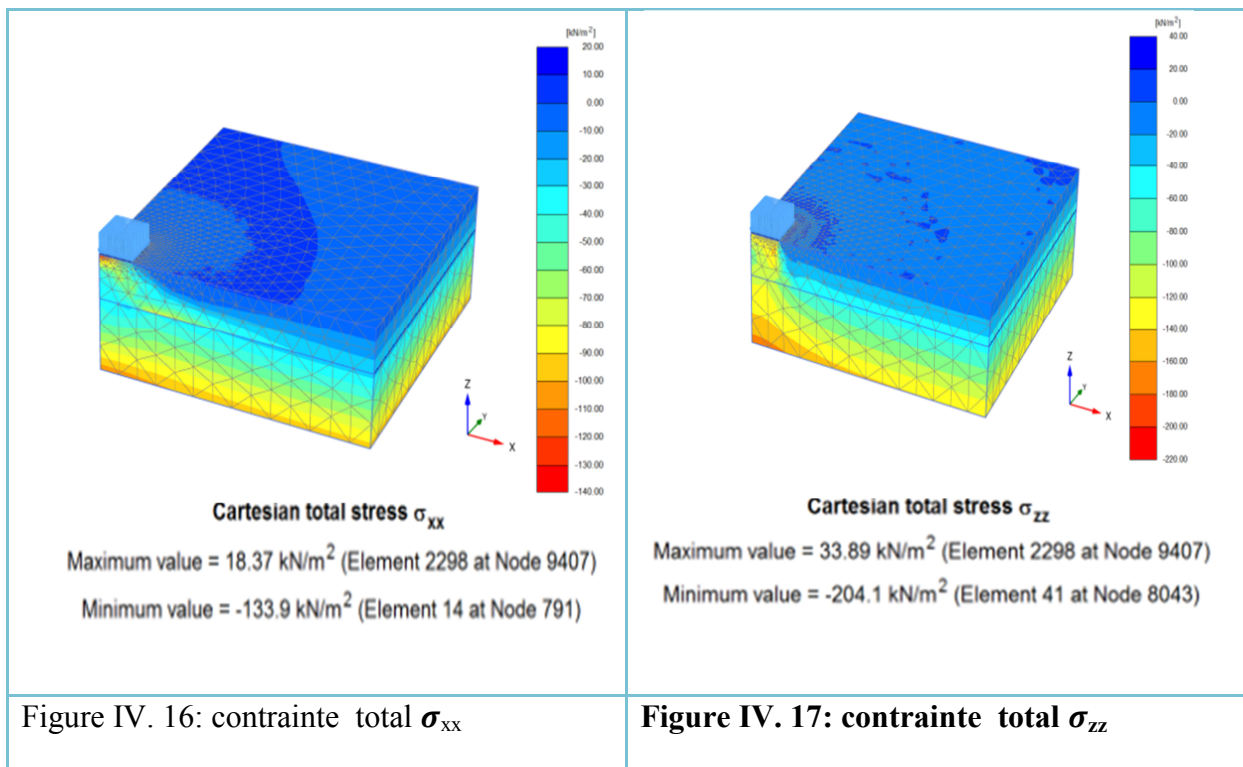 [kN/m²]
20.00
10.00
0.00
-10.00
-20.00
-30.00
-40.00
-50.00
-60.00
-70.00
-80.00
-90.00
-100.00
-110.00
-120.00
-130.00
-140.00
Z
Y
X
Cartesian total stress σxx
Maximum value = 18.37 kN/m² (Element 2298 at Node 9407)
Minimum value = -133.9 kN/m² (Element 14 at Node 791)
Figure IV. 16: contrainte total σxx
[kN/m²]
40.00
20.00
0.00
-20.00
-40.00
-60.00
-80.00
-100.00
-120.00
-140.00
-160.00
-180.00
-200.00
-220.00
Z
Y
X
Cartesian total stress σzz
Maximum value = 33.89 kN/m² (Element 2298 at Node 9407)
Minimum value = -204.1 kN/m² (Element 41 at Node 8043)
Figure IV. 17: contrainte total σzz